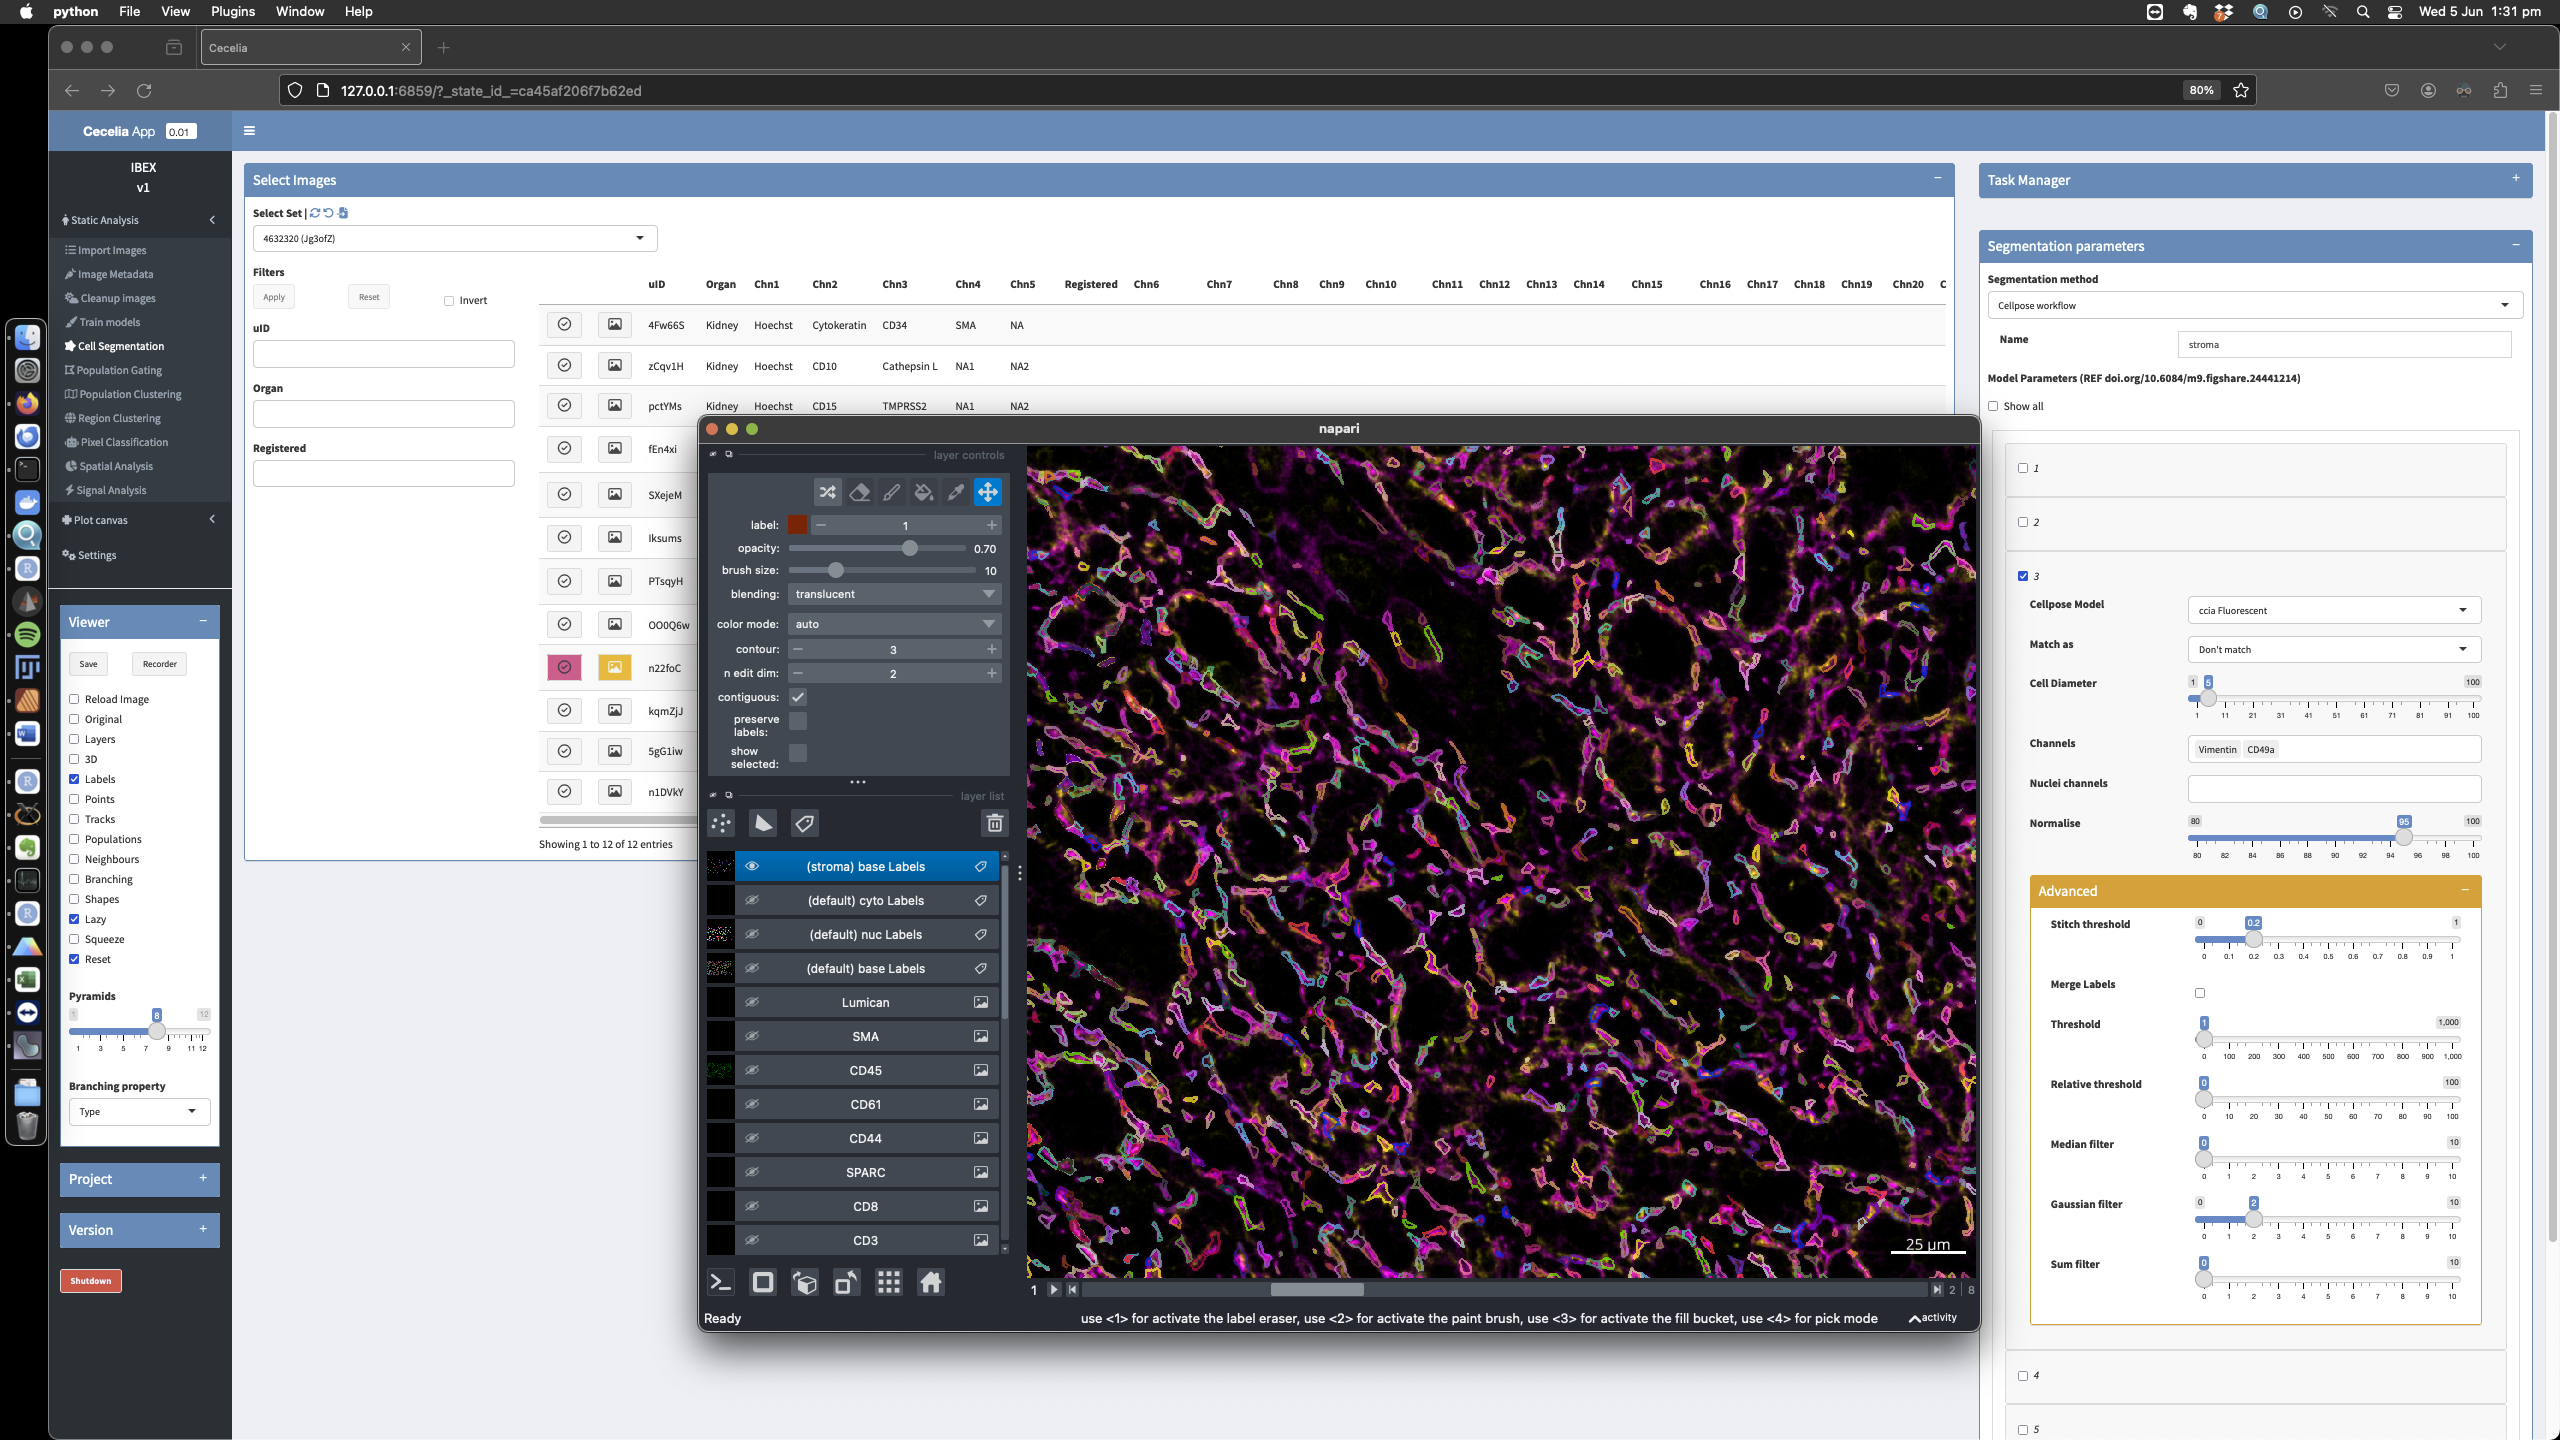 python File View Plugins Window Help
7
Wed 5 Jun 1:31 pm
Cecelia
127.0.0.1:6859/?_state_id_=ca45af206f7b62ed
80%
Cecelia App 0.01
IBEX
v1
Static Analysis
Import Images
Image Metadata
Cleanup images
Train models
Cell Segmentation
Population Gating
Population Clustering
Region Clustering
Pixel Classification
Spatial Analysis
Signal Analysis
Plot canvas
Settings
Viewer
Save Recorder
Reload Image
Original
Layers
3D
Labels
Points
Tracks
Populations
Neighbours
Branching
Shapes
Lazy
Squeeze
Reset
Pyramids
1 8 12
1 3 5 7 9 11 12
Branching property
Type
Project
Version
Shutdown
Select Images
Select Set |
4632320 (Jg3ofZ)
Filters
Apply Reset Invert
uID
Organ
Registered
uID Organ Chn1 Chn2 Chn3 Chn4 Chn5 Registered Chn6 Chn7 Chn8 Chn9 Chn10 Chn11 Chn12 Chn13 Chn14 Chn15 Chn16 Chn17 Chn18 Chn19 Chn20 C
4Fw66S Kidney Hoechst Cytokeratin CD34 SMA NA
zCqv1H Kidney Hoechst CD10 Cathepsin L NA1 NA2
pctYMs Kidney Hoechst CD15 TMPRSS2 NA1 NA2
fEn4xi
SXejeM
PTsqyH
OO0Q6w
n22foC
kqmZjJ
5gG1iw
n1DVkY
Showing 1 to 12 of 12 entries
napari
layer controls
label: 1
opacity: 0.70
brush size: 10
blending: translucent
color mode: auto
contour: 3
n edit dim: 2
contiguous:
preserve
labels:
show
selected:
layer list
(stroma) base Labels
(default) cyto Labels
(default) nuc Labels
(default) base Labels
Lumican
SMA
CD45
CD61
CD44
SPARC
CD8
CD3
25 μm
1 2 8
Ready
use <1> for activate the label eraser, use <2> for activate the paint brush, use <3> for activate the fill bucket, use <4> for pick mode
activity
Task Manager
Segmentation parameters
Segmentation method
Cellpose workflow
Name stroma
Model Parameters (REF doi.org/10.6084/m9.figshare.24441214)
Show all
1
2
3
Cellpose Model ccia Fluorescent
Match as Don't match
Cell Diameter 1 5 100
1 11 21 31 41 51 61 71 81 91 100
Channels Vimentin CD49a
Nuclei channels
Normalise 80 95 100
80 82 84 86 88 90 92 94 96 98 100
Advanced
Stitch threshold 0 0.2 1
0 0.1 0.2 0.3 0.4 0.5 0.6 0.7 0.8 0.9 1
Merge Labels
Threshold 1 1,000
0 100 200 300 400 500 600 700 800 900 1,000
Relative threshold 0 100
0 10 20 30 40 50 60 70 80 90 100
Median filter 0 10
0 1 2 3 4 5 6 7 8 9 10
Gaussian filter 0 2 10
0 1 2 3 4 5 6 7 8 9 10
Sum filter 0 10
0 1 2 3 4 5 6 7 8 9 10
4
5